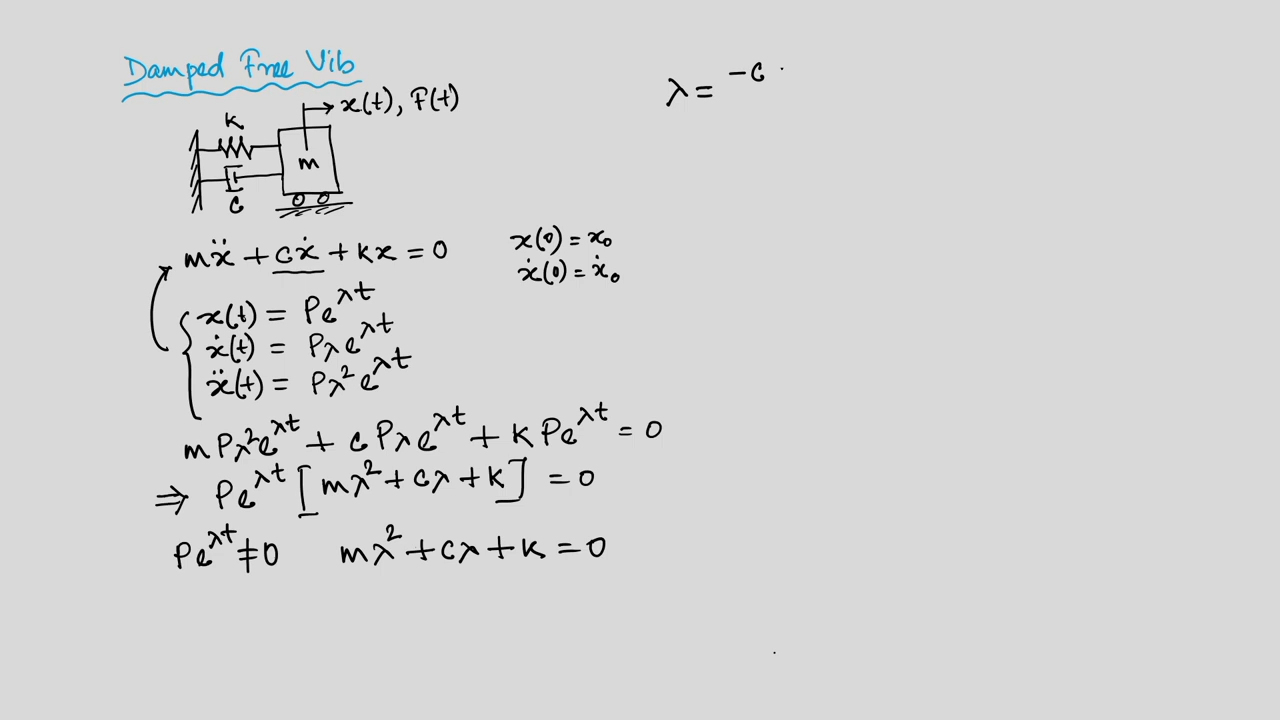 Damped Free Vib
x(t), F(t)
K
m
C
mẍ + cẋ + kx = 0
x(0) = x₀
ẋ(0) = ẋ₀
x(t) = Pe^λt
ẋ(t) = Pλe^λt
ẍ(t) = Pλ²e^λt
mPλ²e^λt + cPλe^λt + kPe^λt = 0
⇒ Pe^λt [mλ² + cλ + k] = 0
Pe^λt ≠ 0 mλ² + cλ + k = 0
λ = -c